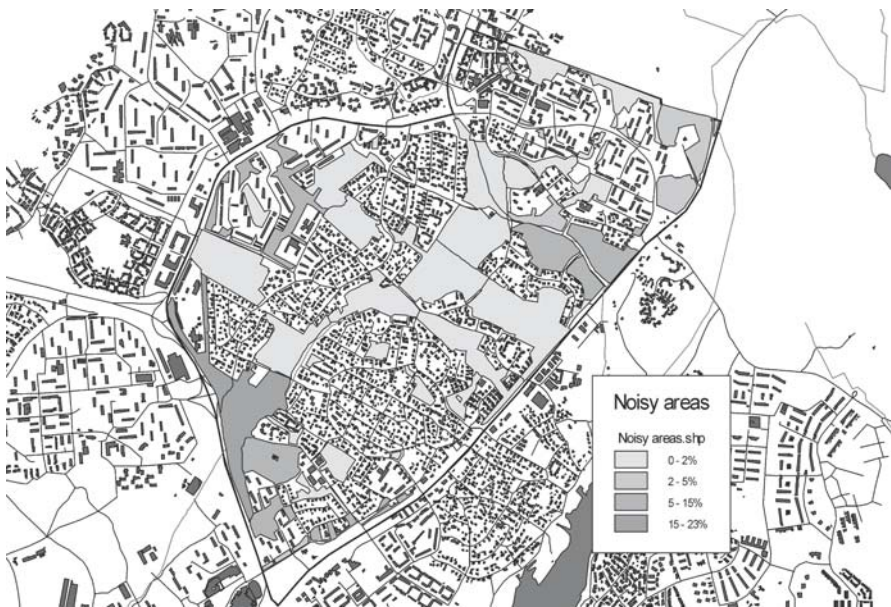 Noisy areas
Noisy areas.shp
0 - 2%
2 - 5%
5 - 15%
15 - 23%